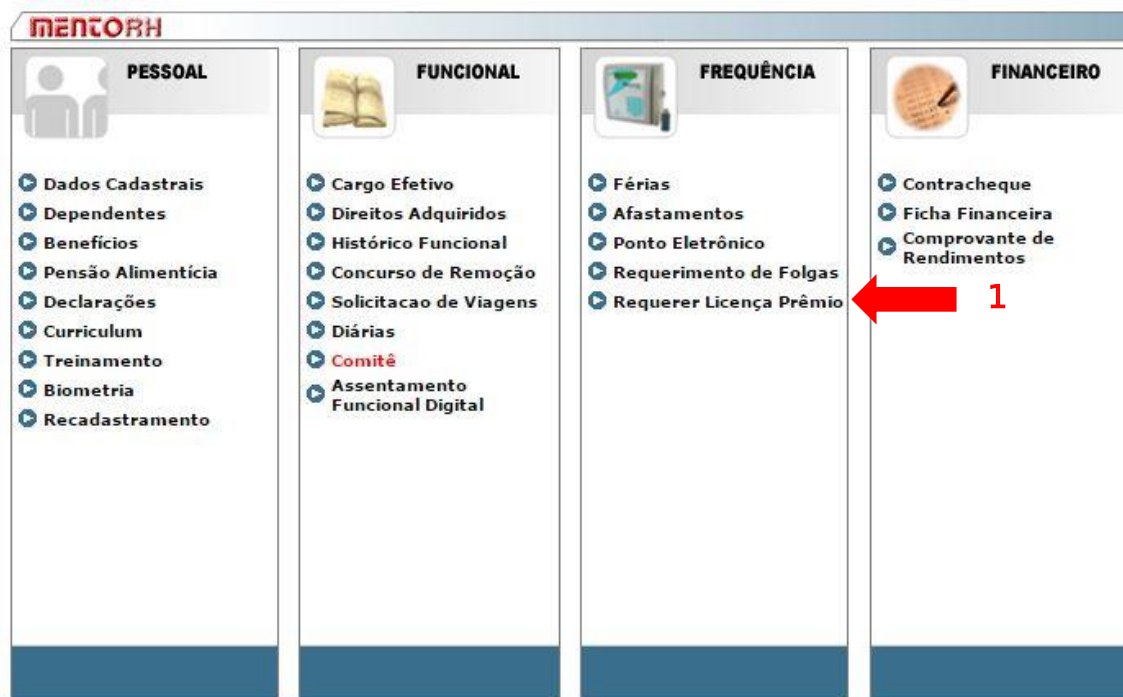 MENTORH
PESSOAL
Dados Cadastrais
Dependentes
Benefícios
Pensão Alimentícia
Declarações
Curriculum
Treinamento
Biometria
Recadastramento
FUNCIONAL
Cargo Efetivo
Direitos Adquiridos
Histórico Funcional
Concurso de Remoção
Solicitacao de Viagens
Diárias
Comitê
Assentamento
Funcional Digital
FREQUÊNCIA
Férias
Afastamentos
Ponto Eletrônico
Requerimento de Folgas
Requerer Licença Prêmio
1
FINANCEIRO
Contracheque
Ficha Financeira
Comprovante de
Rendimentos